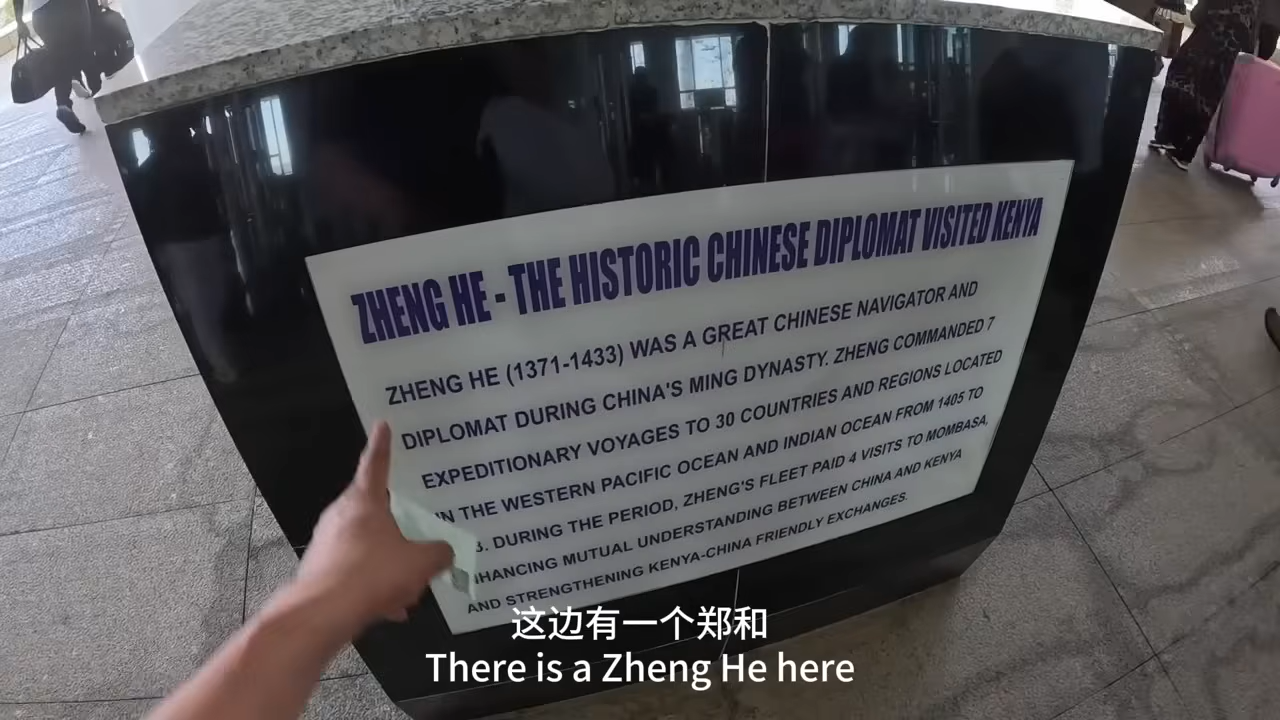 ZHENG HE - THE HISTORIC CHINESE DIPLOMAT VISITED KENYA
ZHENG HE (1371-1433) WAS A GREAT CHINESE NAVIGATOR AND
DIPLOMAT DURING CHINA'S MING DYNASTY. ZHENG COMMANDED 7
EXPEDITIONARY VOYAGES TO 30 COUNTRIES AND REGIONS LOCATED
IN THE WESTERN PACIFIC OCEAN AND INDIAN OCEAN FROM 1405 TO
DURING THE PERIOD, ZHENG'S FLEET PAID 4 VISITS TO MOMBASA,
MUTUAL UNDERSTANDING BETWEEN CHINA AND KENYA
AND STRENGTHENING KENYA-CHINA FRIENDLY EXCHANGES.
这边有一个郑和
There is a Zheng He here